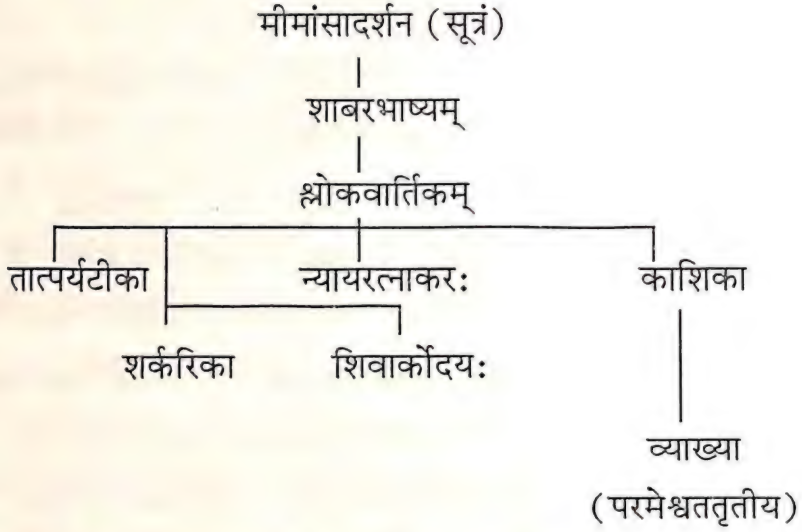 मीमांसादर्शन (सूत्रं)
शाबरभाष्यम्
श्लोकवार्तिकम्
तात्पर्यटीका न्यायरत्नाकरः काशिका
शर्करिका शिवार्कोदयः
व्याख्या
(परमेश्वततृतीय)